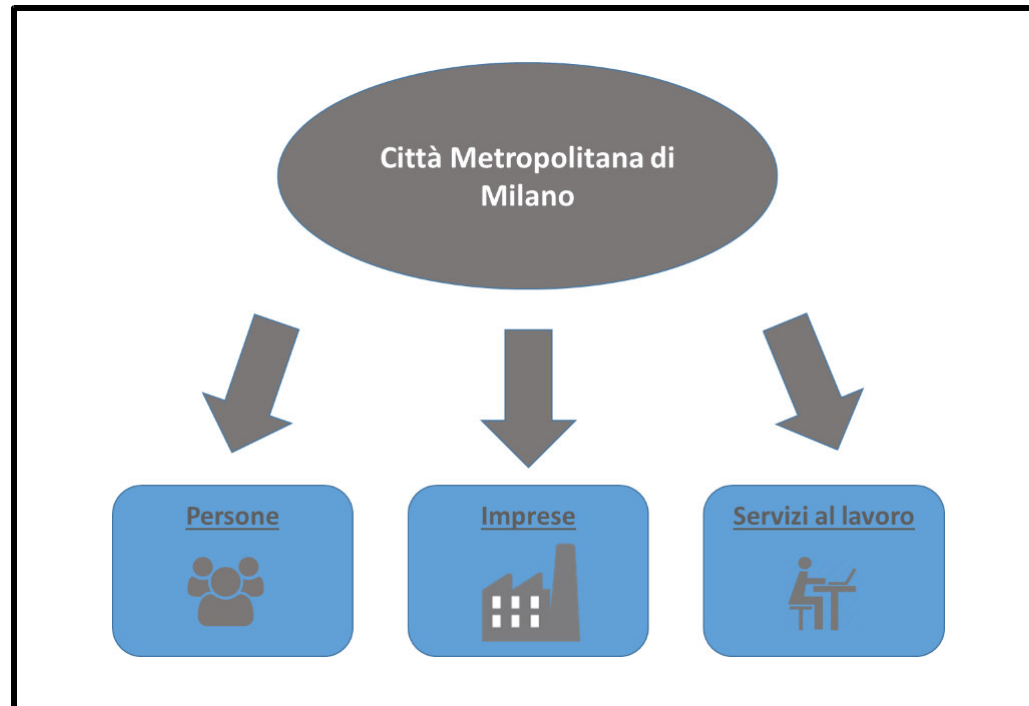 Città Metropolitana di
Milano
Persone
Imprese
Servizi al lavoro